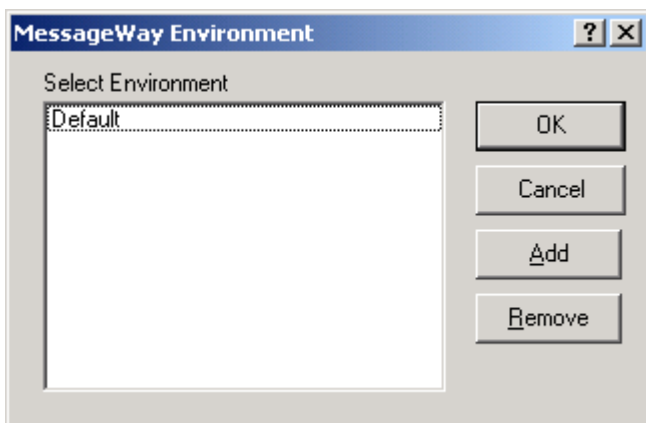 MessageWay Environment
Select Environment
Default
OK
Cancel
Add
Remove